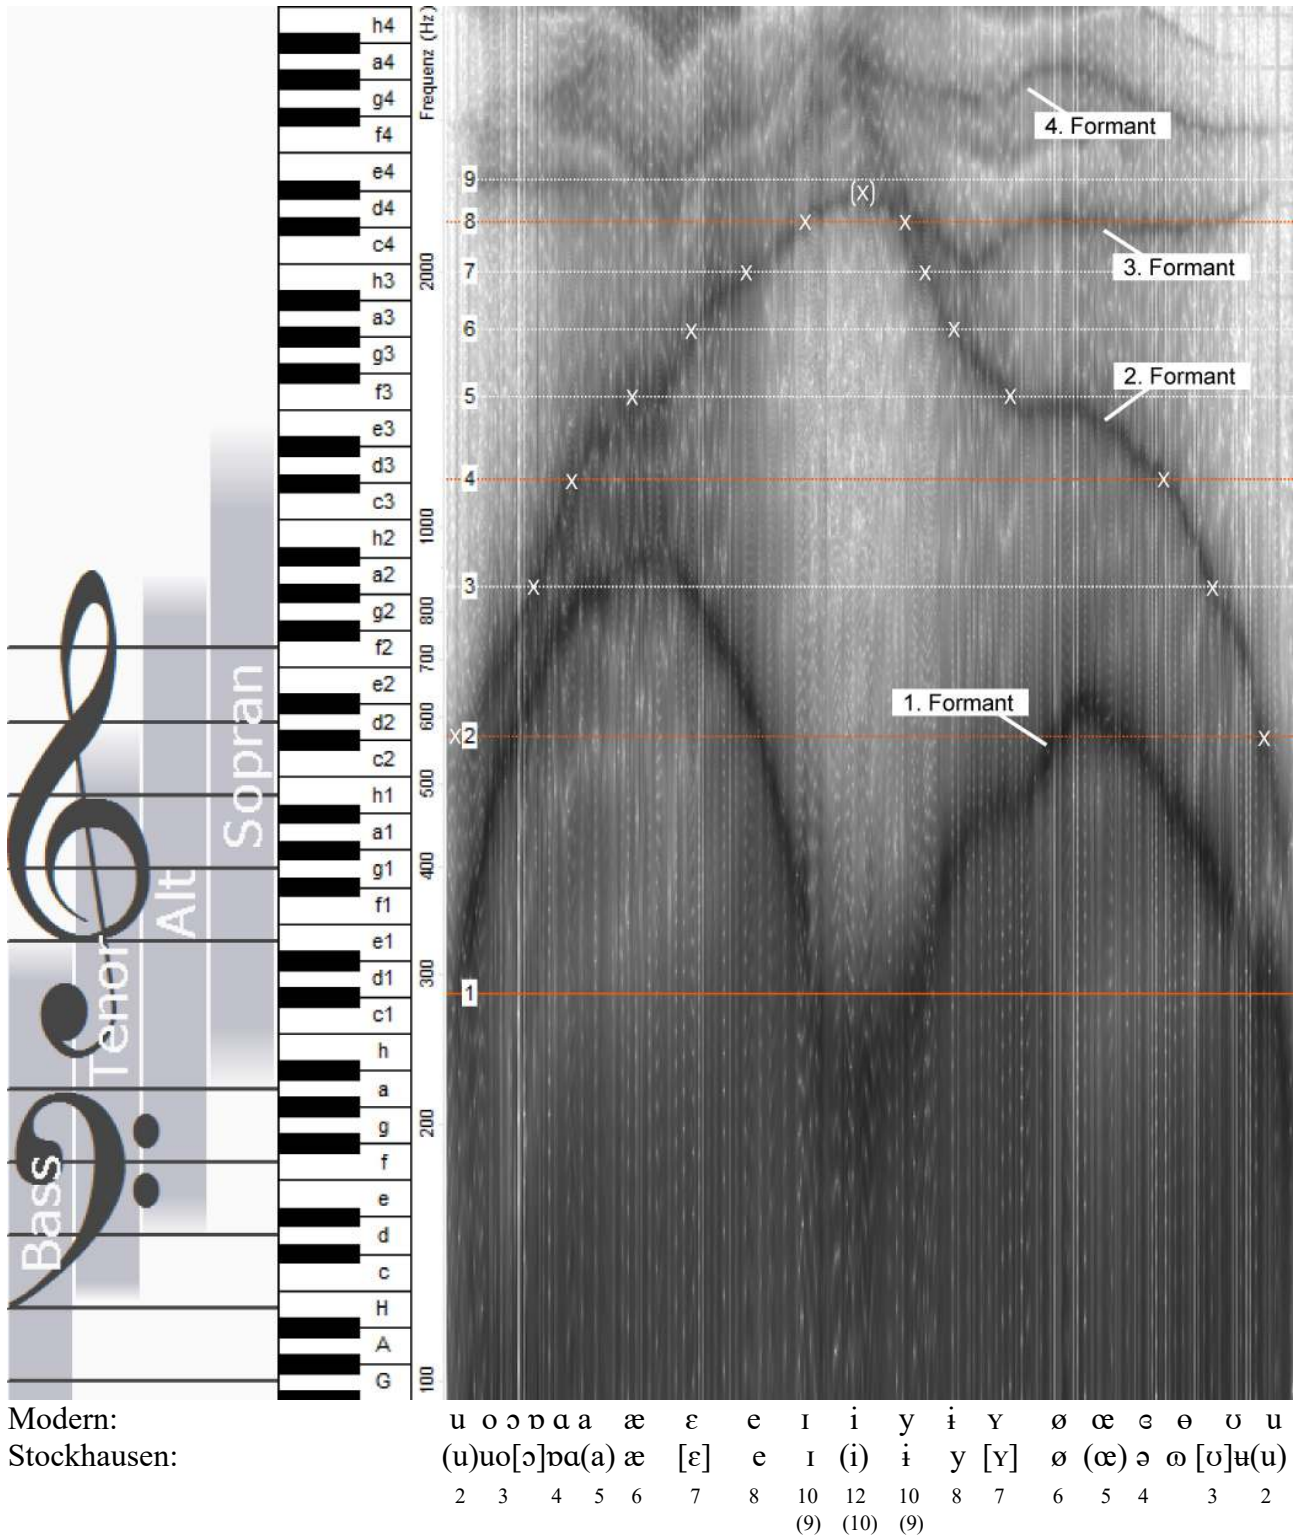 Frequenz (Hz)
h4
a4
g4
f4
e4
d4
c4
h3
a3
g3
f3
e3
d3
c3
h2
a2
g2
f2
e2
d2
c2
h1
a1
g1
f1
e1
d1
c1
h
a
g
f
e
d
c
H
A
G
2000
1000
800
700
600
500
400
300
200
100
Bass
Tenor
Alt
Sopran
9
8
7
6
5
4
3
2
1
x
x
x
x
x
x
x
(x)
x
x
x
x
x
x
x
4. Formant
3. Formant
2. Formant
1. Formant
Modern: u o ɔ ɒ ɑ a æ ɛ e ɪ i y ɨ ʏ ø œ ɞ ɵ ʊ u
Stockhausen: (u)uo[ɔ]ɒɑ(a) æ [ɛ] e ɪ (i) ɨ y [ʏ] ø (œ) ə ɷ [ʊ]ʉ(u)
2 3 4 5 6 7 8 10 12 10 8 7 6 5 4 3 2
(9) (10) (9)